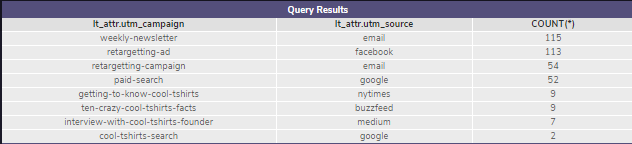 Query Results
lt_attr.utm_campaign lt_attr.utm_source COUNT(*)
weekly-newsletter email 115
retargetting-ad facebook 113
retargetting-campaign email 54
paid-search google 52
getting-to-know-cool-tshirts nytimes 9
ten-crazy-cool-tshirts-facts buzzfeed 9
interview-with-cool-tshirts-founder medium 7
cool-tshirts-search google 2